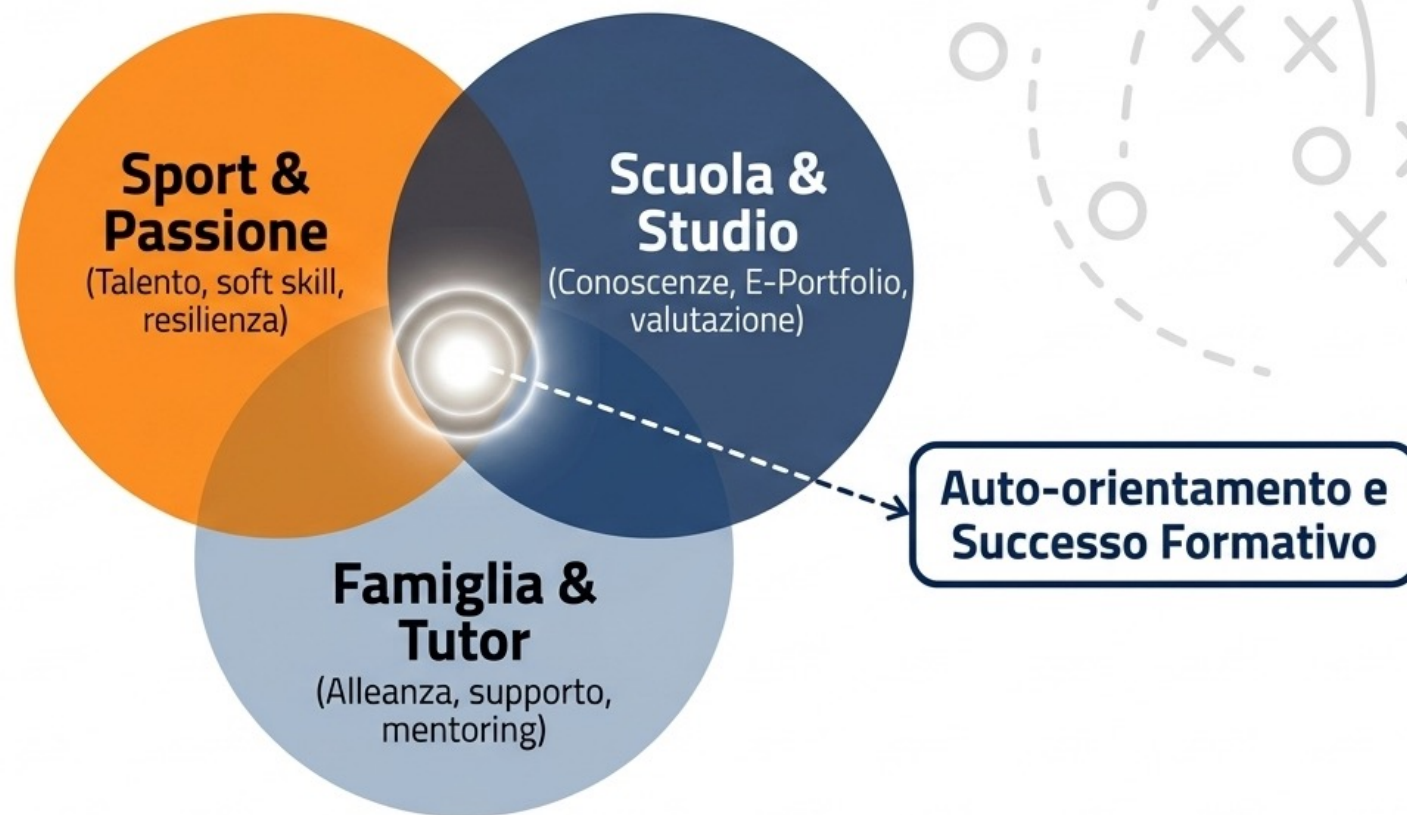 Sport &
Passione
(Talento, soft skill,
resilienza)
Scuola &
Studio
(Conoscenze, E-Portfolio,
valutazione)
Famiglia &
Tutor
(Alleanza, supporto,
mentoring)
Auto-orientamento e
Successo Formativo